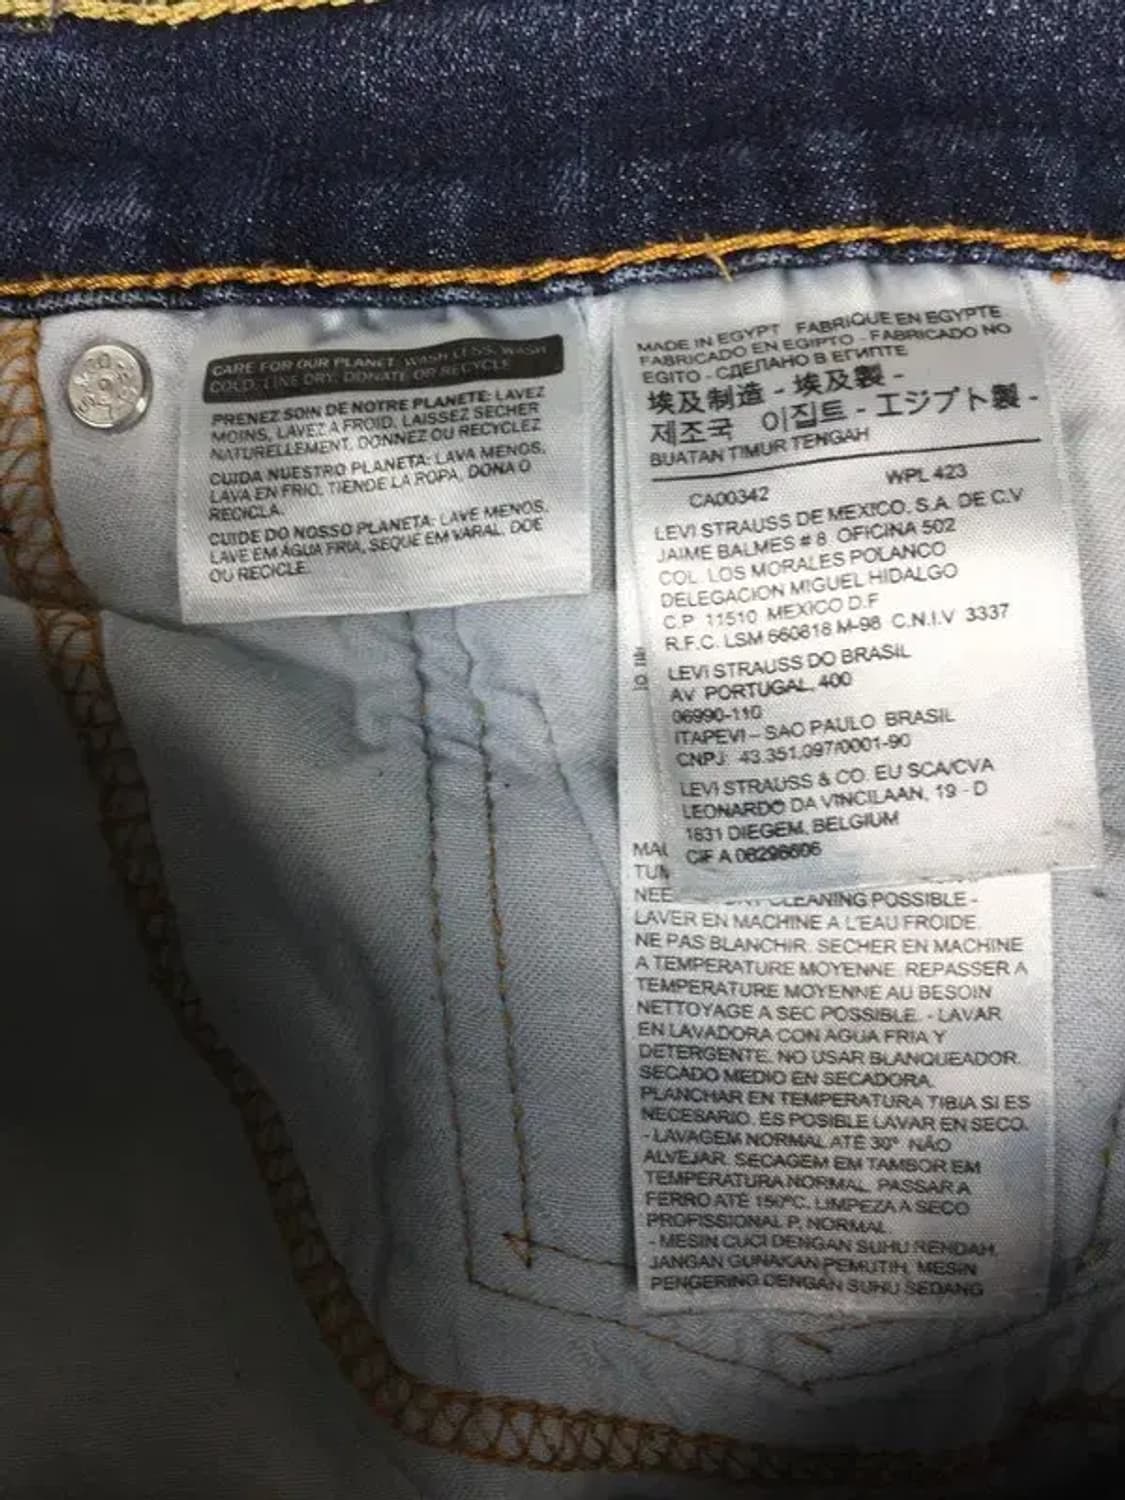 CARE FOR OUR PLANET: WASH LESS, WASH
COLD, LINE DRY, DONATE OR RECYCLE
PRENEZ SOIN DE NOTRE PLANETE: LAVEZ
MOINS, LAVEZ A FROID, LAISSEZ SECHER
NATURELLEMENT, DONNEZ OU RECYCLEZ
CUIDA NUESTRO PLANETA: LAVA MENOS,
LAVA EN FRIO, TIENDE LA ROPA, DONA O
RECICLA.
CUIDE DO NOSSO PLANETA: LAVE MENOS,
LAVE EM ÁGUA FRIA, SEQUE EM VARAL, DOE
OU RECICLE.
MADE IN EGYPT FABRIQUE EN EGYPTE
FABRICADO EN EGIPTO - FABRICADO NO
EGITO - СДЕЛАНО В ЕГИПТЕ
埃及制造 - 埃及製 -
제조국 이집트 - エジプト製 -
BUATAN TIMUR TENGAH
CA00342 WPL 423
LEVI STRAUSS DE MEXICO, S.A. DE C.V
JAIME BALMES # 8, OFICINA 502
COL. LOS MORALES POLANCO
DELEGACION MIGUEL HIDALGO
C.P 11510 MEXICO D.F
R.F.C. LSM 660818 M-98 C.N.I.V 3337
LEVI STRAUSS DO BRASIL
AV PORTUGAL, 400
06990-110
ITAPEVI – SAO PAULO BRASIL
CNPJ: 43.351.097/0001-90
LEVI STRAUSS & CO. EU SCA/CVA
LEONARDO DA VINCILAAN, 19 - D
1831 DIEGEM, BELGIUM
CIF A 08298606
CLEANING POSSIBLE -
LAVER EN MACHINE A L'EAU FROIDE.
NE PAS BLANCHIR. SECHER EN MACHINE
A TEMPERATURE MOYENNE. REPASSER A
TEMPERATURE MOYENNE AU BESOIN
NETTOYAGE A SEC POSSIBLE. - LAVAR
EN LAVADORA CON AGUA FRIA Y
DETERGENTE. NO USAR BLANQUEADOR.
SECADO MEDIO EN SECADORA.
PLANCHAR EN TEMPERATURA TIBIA SI ES
NECESARIO. ES POSIBLE LAVAR EN SECO.
- LAVAGEM NORMAL ATÉ 30° NÃO
ALVEJAR. SECAGEM EM TAMBOR EM
TEMPERATURA NORMAL. PASSAR A
FERRO ATÉ 150ºC. LIMPEZA A SECO
PROFISSIONAL P, NORMAL.
- MESIN CUCI DENGAN SUHU RENDAH.
JANGAN GUNAKAN PEMUTIH. MESIN
PENGERING DENGAN SUHU SEDANG